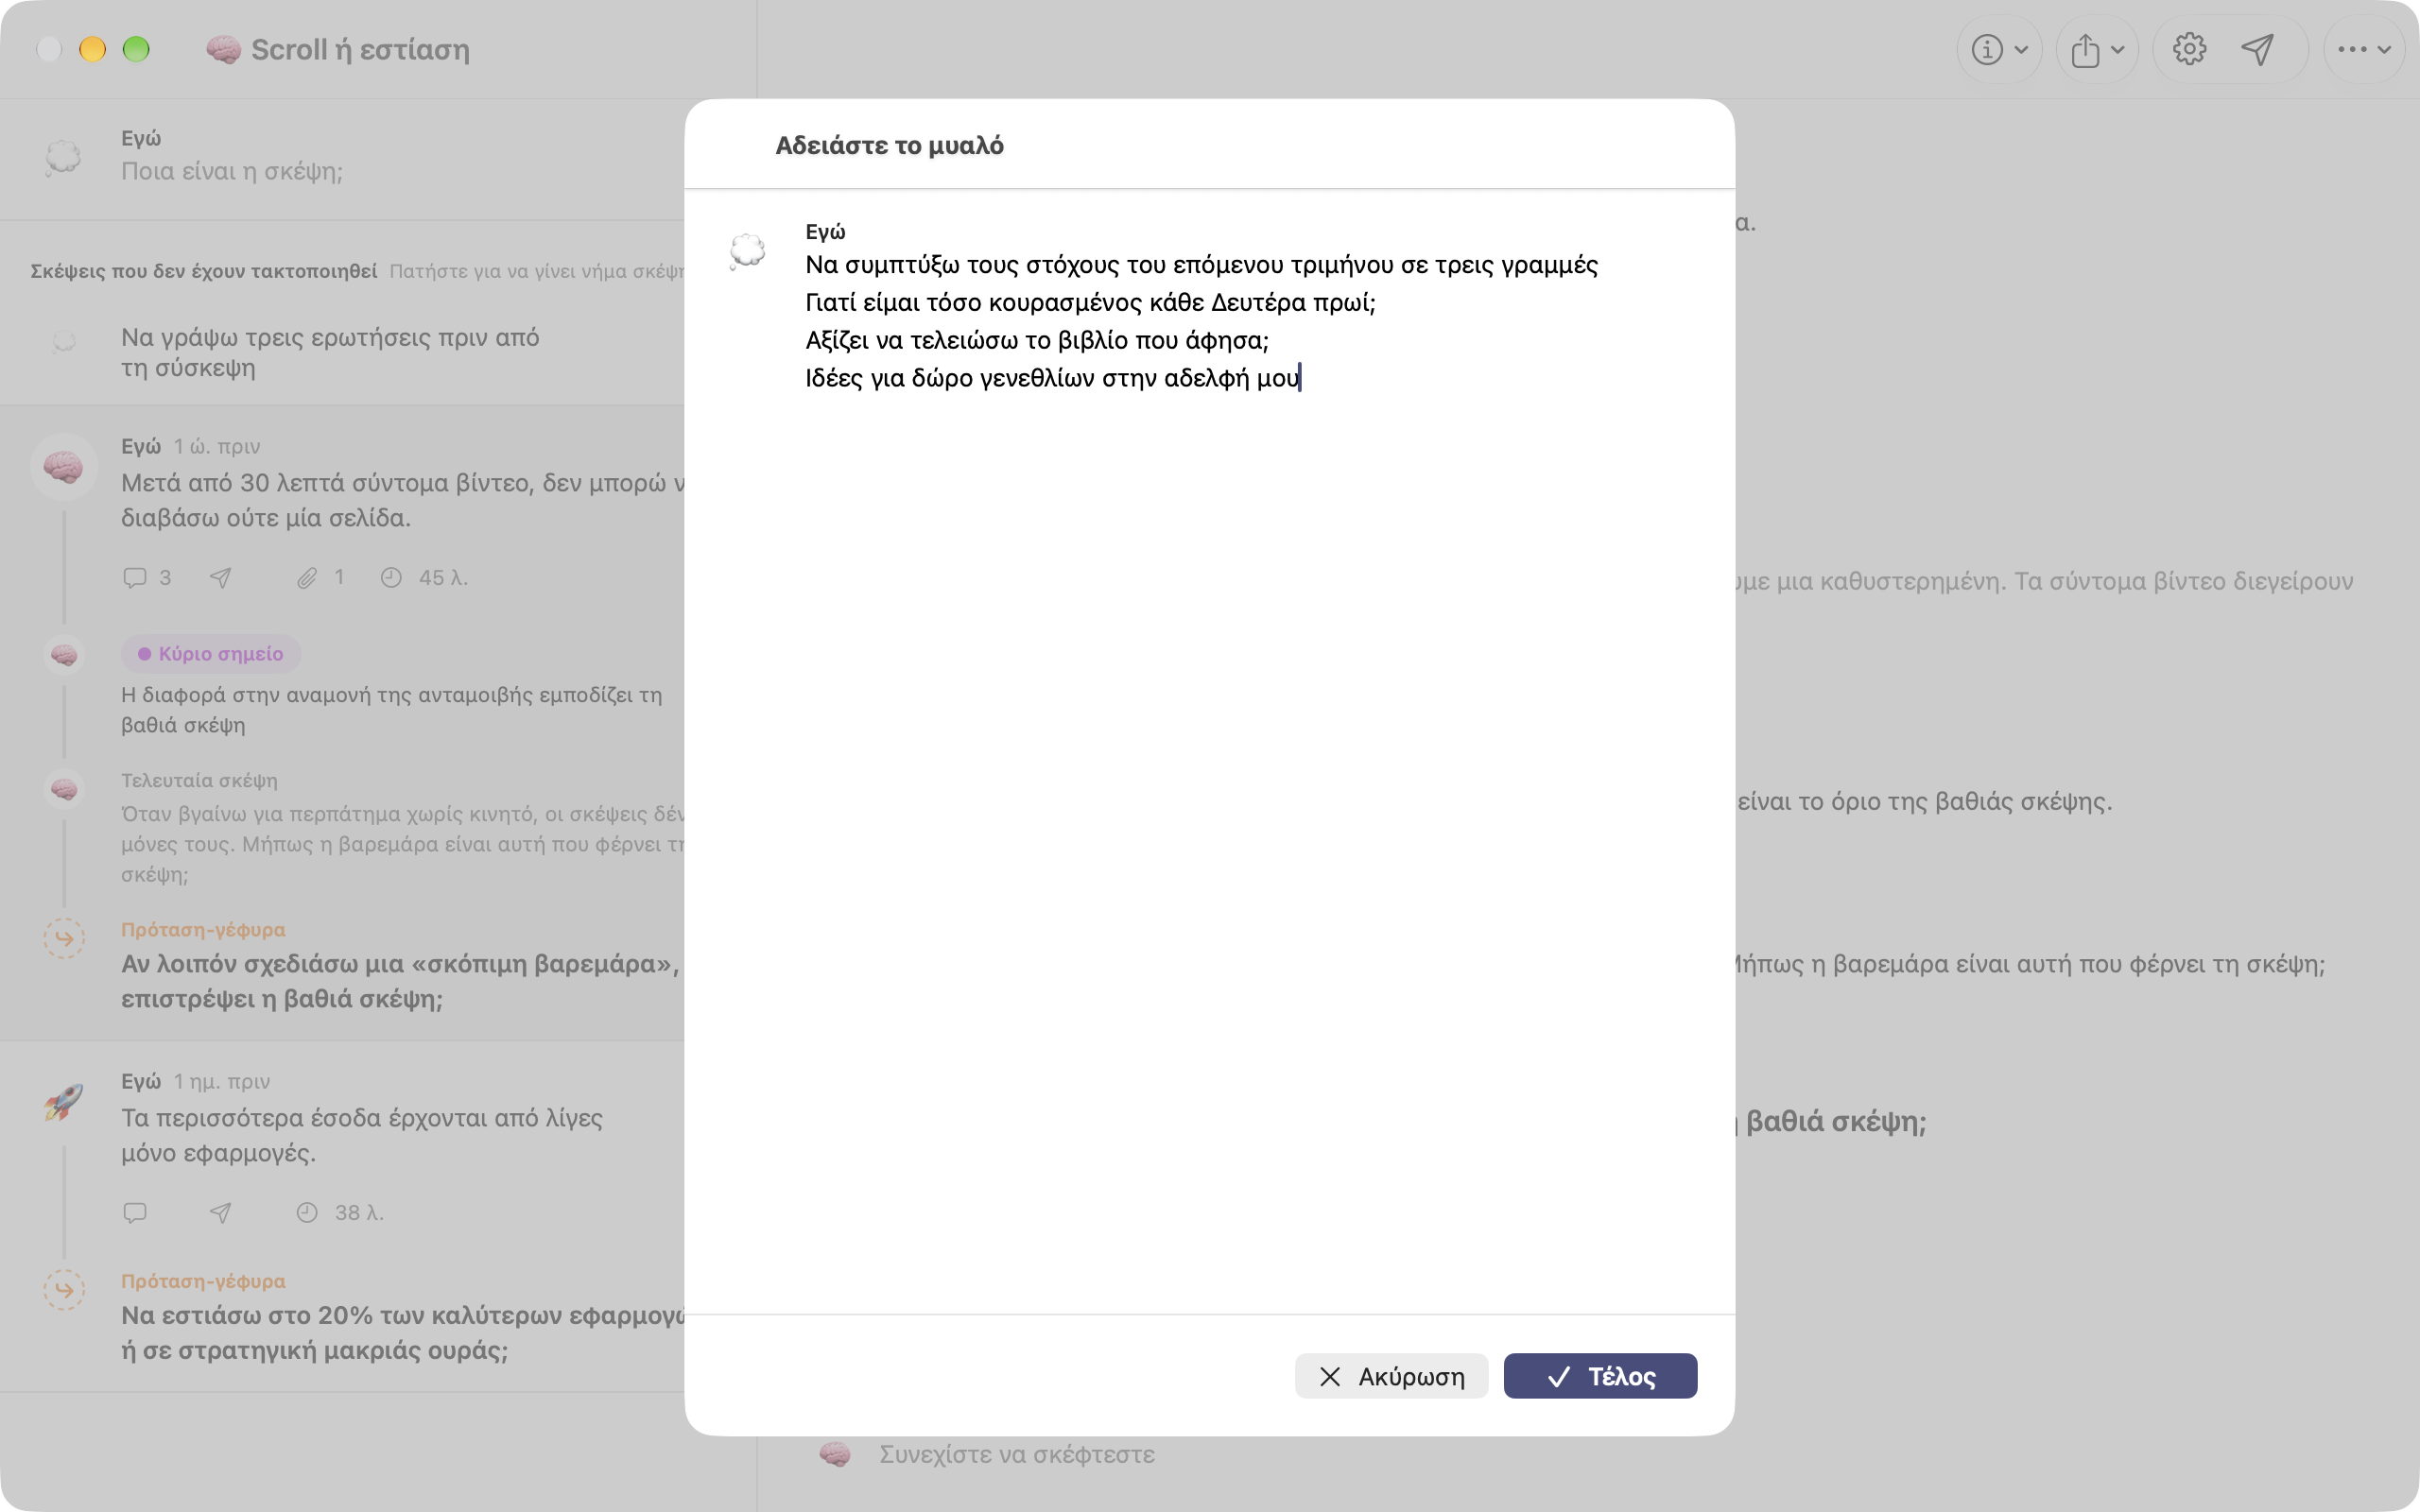 Scroll ή εστίαση
Εγώ
Ποια είναι η σκέψη;
Σκέψεις που δεν έχουν τακτοποιηθεί Πατήστε για να γίνει νήμα
Να γράψω τρεις ερωτήσεις πριν από
τη σύσκεψη
Εγώ 1 ώ. πριν
Μετά από 30 λεπτά σύντομα βίντεο, δεν μπορώ
διαβάσω ούτε μία σελίδα.
3 1 45 λ.
Κύριο σημείο
Η διαφορά στην αναμονή της ανταμοιβής εμποδίζει τη
βαθιά σκέψη
Τελευταία σκέψη
Όταν βγαίνω για περπάτημα χωρίς κινητό, οι σκέψεις
μόνες τους. Μήπως η βαρεμάρα είναι αυτή που φέρνει
σκέψη;
Πρόταση-γέφυρα
Αν λοιπόν σχεδιάσω μια «σκόπιμη βαρεμάρα»,
επιστρέψει η βαθιά σκέψη;
Εγώ 1 ημ. πριν
Τα περισσότερα έσοδα έρχονται από λίγες
μόνο εφαρμογές.
38 λ.
Πρόταση-γέφυρα
Να εστιάσω στο 20% των καλύτερων
ή σε στρατηγική μακριάς ουράς;
Αδειάστε το μυαλό
Εγώ
Να συμπτύξω τους στόχους του επόμενου τριμήνου σε τρεις γραμμές
Γιατί είμαι τόσο κουρασμένος κάθε Δευτέρα πρωί;
Αξίζει να τελειώσω το βιβλίο που άφησα;
Ιδέες για δώρο γενεθλίων στην αδελφή μου
Ακύρωση
Τέλος
μια καθυστερημένη. Τα σύντομα βίντεο διεγείρουν
είναι το όριο της βαθιάς σκέψης.
Μήπως η βαρεμάρα είναι αυτή που φέρνει τη σκέψη;
βαθιά σκέψη;
Συνεχίστε να σκέφτεστε